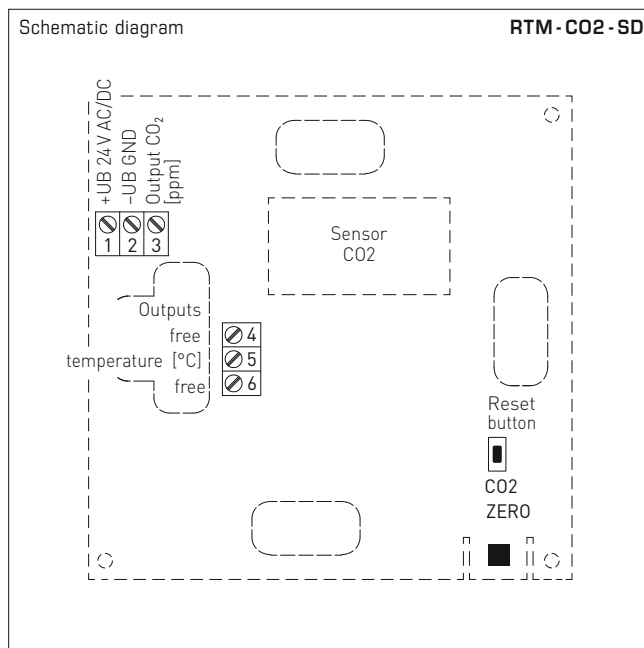 Schematic diagram
RTM-CO2-SD
+UB 24V AC/DC
–UB GND
Output CO₂
[ppm]
1 2 3
Sensor
CO2
Outputs
free 4
temperature [°C] 5
free 6
Reset
button
CO2
ZERO